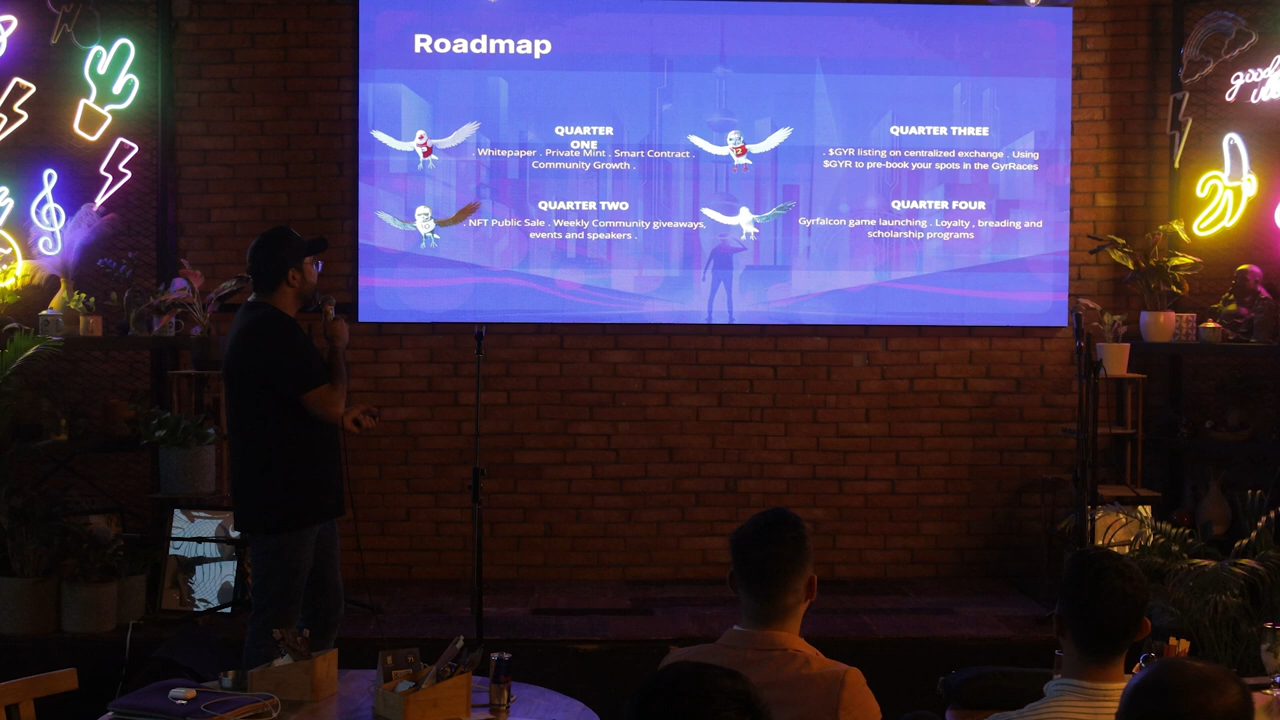 Roadmap
QUARTER
ONE
. Whitepaper . Private Mint . Smart Contract .
Community Growth .
QUARTER TWO
. NFT Public Sale . Weekly Community giveaways,
events and speakers .
QUARTER THREE
. $GYR listing on centralized exchange . Using
$GYR to pre-book your spots in the GyrRaces
QUARTER FOUR
Gyrfalcon game launching . Loyalty , breading and
scholarship programs
good